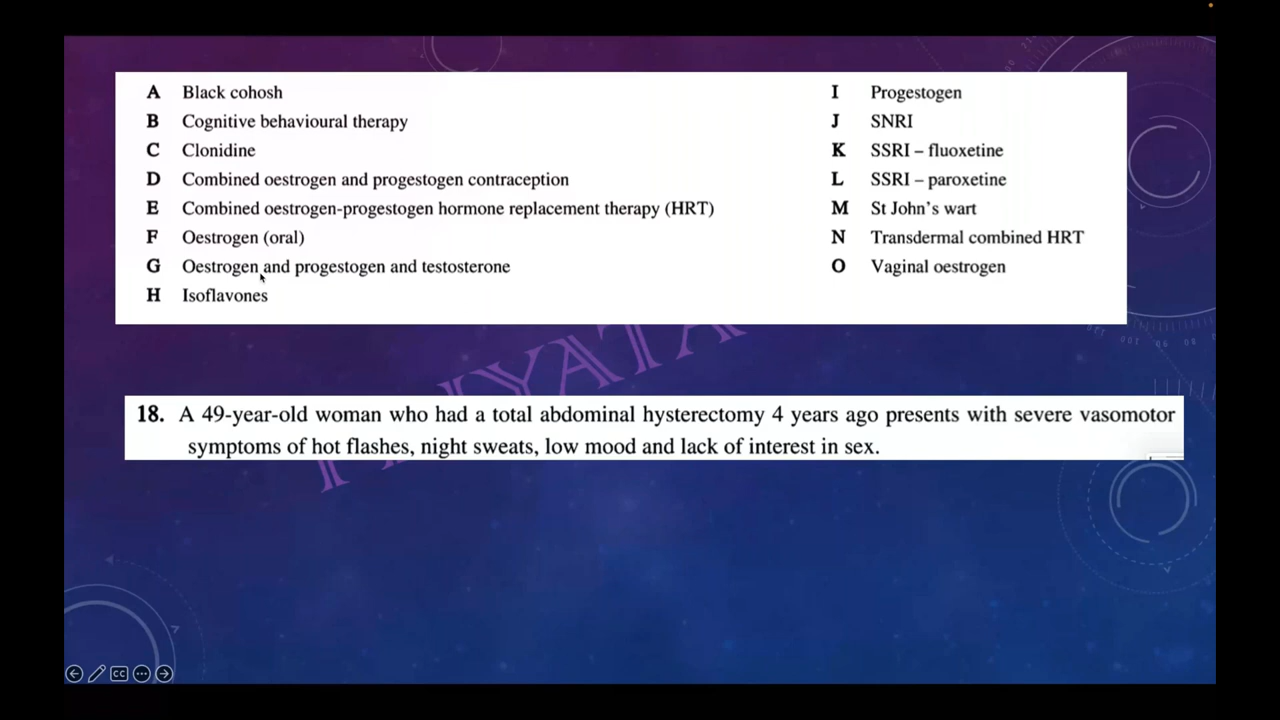 A Black cohosh
B Cognitive behavioural therapy
C Clonidine
D Combined oestrogen and progestogen contraception
E Combined oestrogen-progestogen hormone replacement therapy (HRT)
F Oestrogen (oral)
G Oestrogen and progestogen and testosterone
H Isoflavones
I Progestogen
J SNRI
K SSRI – fluoxetine
L SSRI – paroxetine
M St John's wart
N Transdermal combined HRT
O Vaginal oestrogen
18. A 49-year-old woman who had a total abdominal hysterectomy 4 years ago presents with severe vasomotor
symptoms of hot flashes, night sweats, low mood and lack of interest in sex.
CC